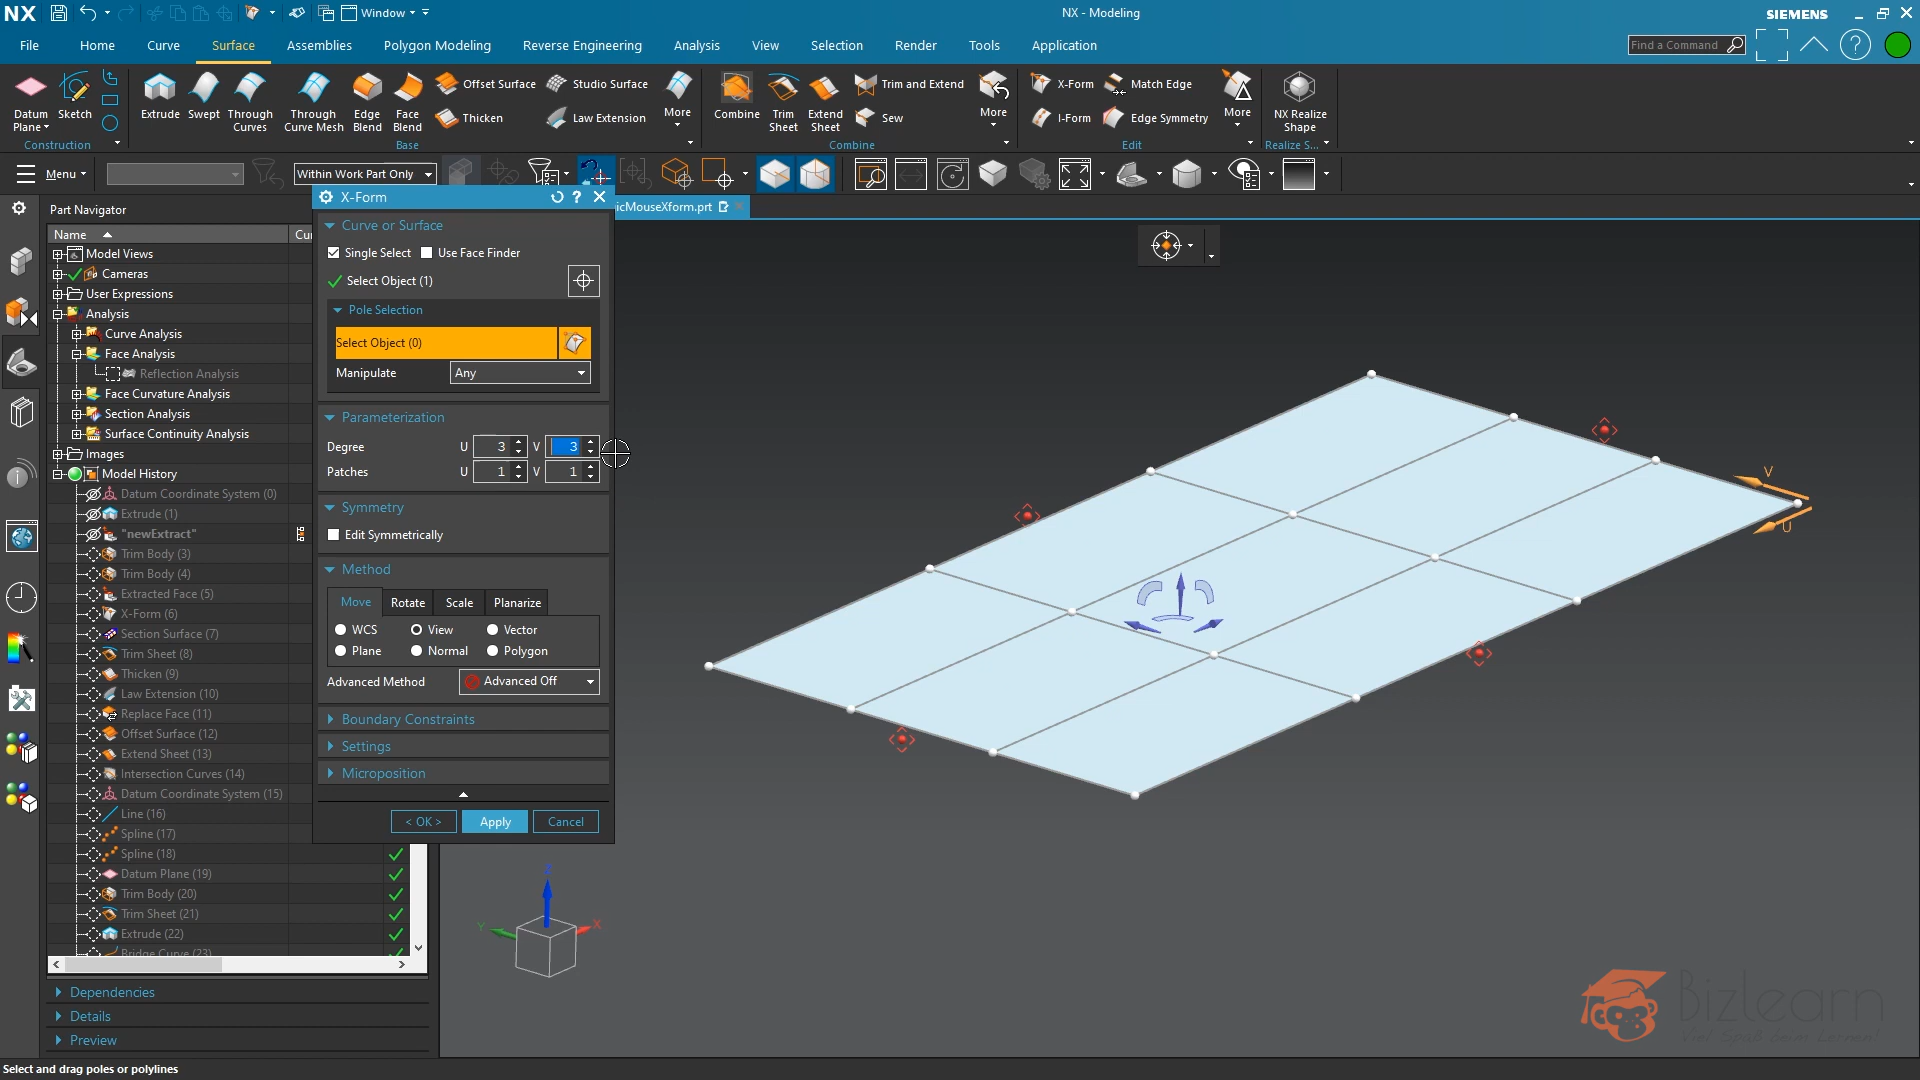 NX
Window
NX - Modeling
SIEMENS
File
Home
Curve
Surface
Assemblies
Polygon Modeling
Reverse Engineering
Analysis
View
Selection
Render
Tools
Application
Find a Command
Datum Plane
Sketch
Extrude
Swept
Through Curves
Through Curve Mesh
Edge Blend
Face Blend
Offset Surface
Thicken
Studio Surface
Law Extension
More
Combine
Trim Sheet
Extend Sheet
Trim and Extend
Sew
More
X-Form
I-Form
Match Edge
Edge Symmetry
More
NX Realize Shape
Construction
Base
Combine
Edit
Realize S...
Menu
Within Work Part Only
Part Navigator
Name
Cu
Model Views
Cameras
User Expressions
Analysis
Curve Analysis
Face Analysis
Reflection Analysis
Face Curvature Analysis
Section Analysis
Surface Continuity Analysis
Images
Model History
Datum Coordinate System (0)
Extrude (1)
"newExtract"
Trim Body (3)
Trim Body (4)
Extracted Face (5)
X-Form (6)
Section Surface (7)
Trim Sheet (8)
Thicken (9)
Law Extension (10)
Replace Face (11)
Offset Surface (12)
Extend Sheet (13)
Intersection Curves (14)
Datum Coordinate System (15)
Line (16)
Spline (17)
Spline (18)
Datum Plane (19)
Trim Body (20)
Trim Sheet (21)
Extrude (22)
Bridge Curve (23)
Dependencies
Details
Preview
X-Form
Curve or Surface
Single Select
Use Face Finder
Select Object (1)
Pole Selection
Select Object (0)
Manipulate
Any
Parameterization
Degree U 3 V 3
Patches U 1 V 1
Symmetry
Edit Symmetrically
Method
Move
Rotate
Scale
Planarize
WCS
View
Vector
Plane
Normal
Polygon
Advanced Method
Advanced Off
Boundary Constraints
Settings
Microposition
< OK >
Apply
Cancel
icMouseXform.prt
V
U
Z
Y
X
Bizlearn
Viel Spaß beim Lernen!
Select and drag poles or polylines